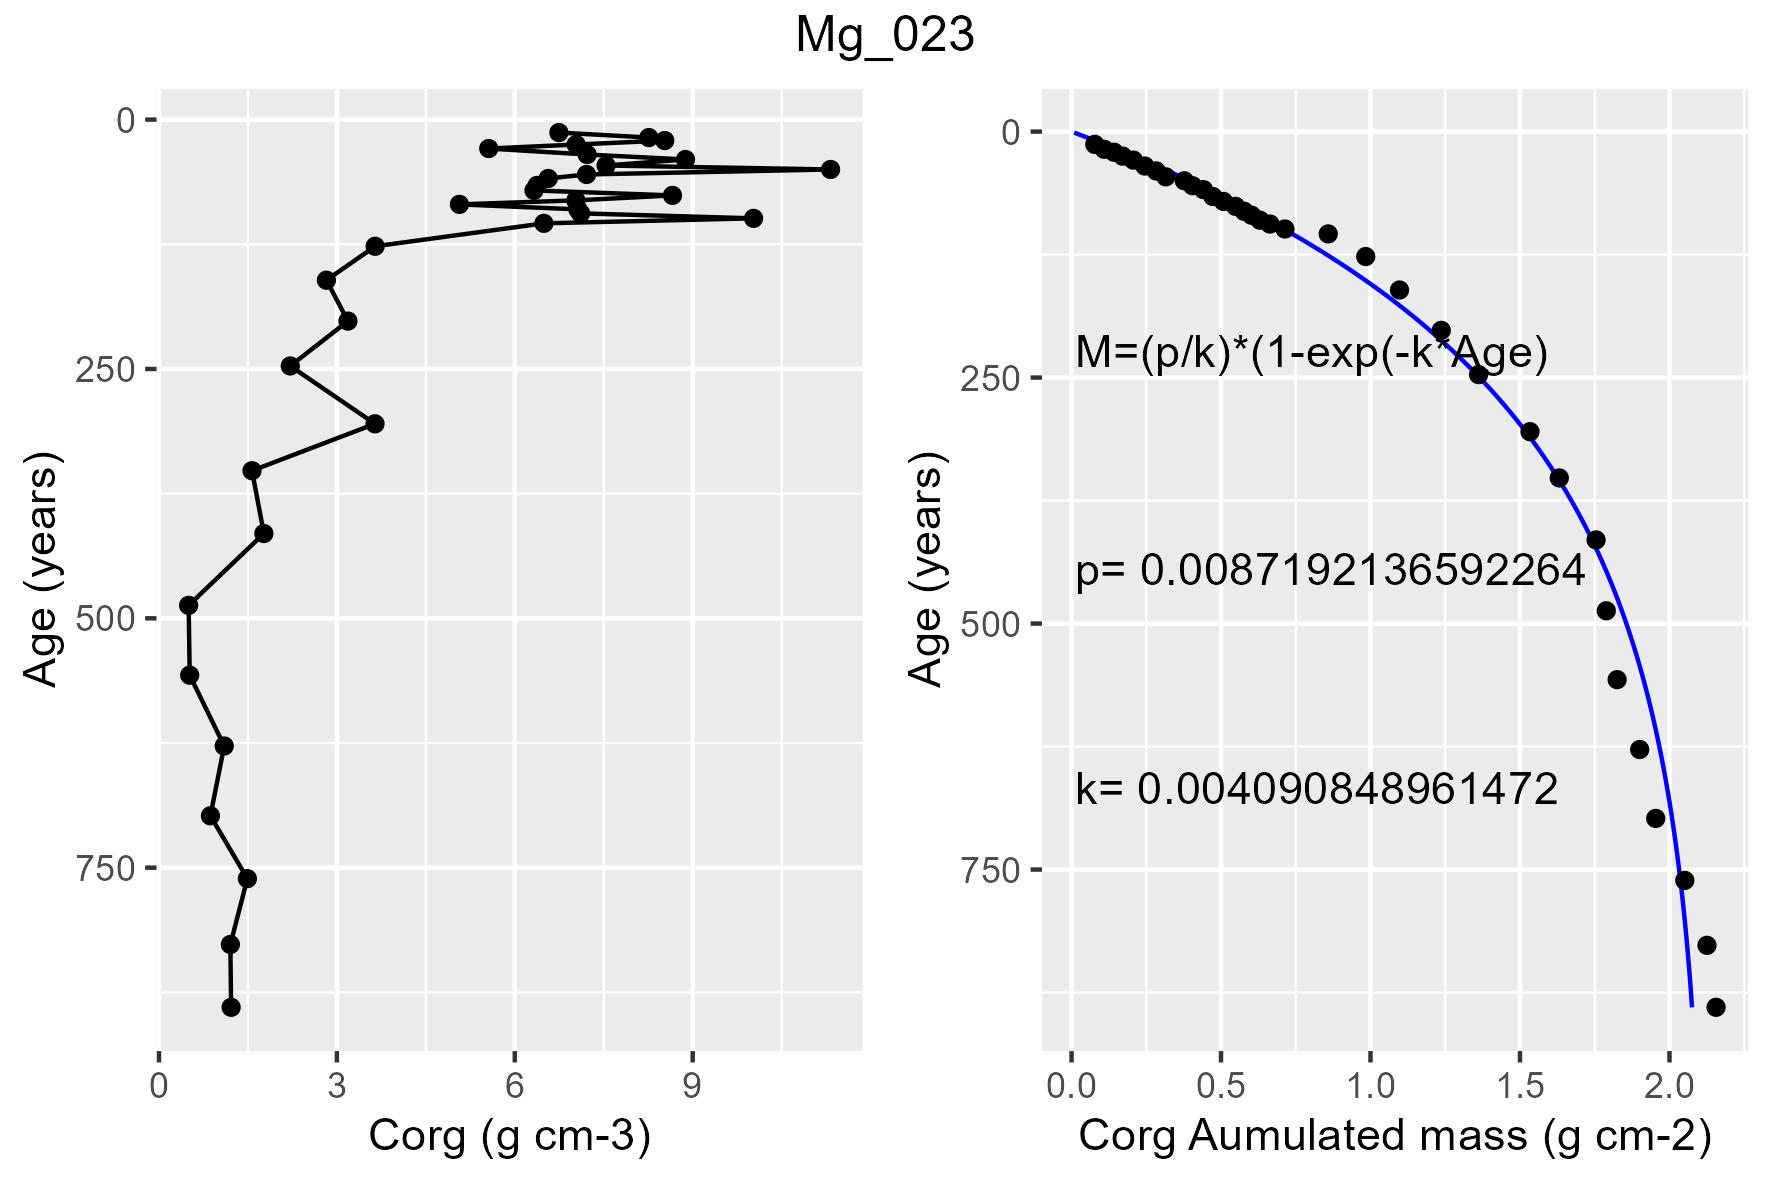 Mg_023
0
250
500
750
Age (years)
0
3
6
9
Corg (g cm-3)
0
250
500
750
Age (years)
M=(p/k)*(1-exp(-k*Age)
p= 0.0087192136592264
k= 0.004090848961472
0.0
0.5
1.0
1.5
2.0
Corg Aumulated mass (g cm-2)